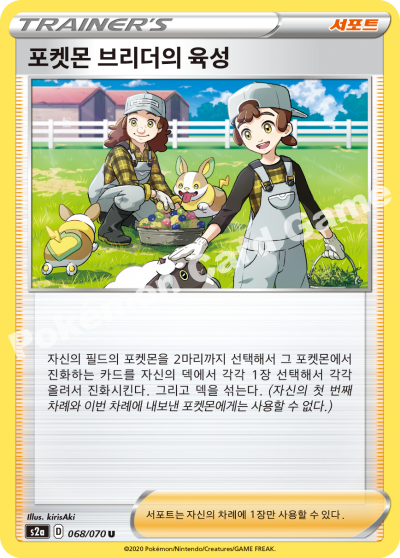 TRAINER'S
서포트
포켓몬 브리더의 육성
Pokémon Card Game
자신의 필드의 포켓몬을 2마리까지 선택해서 그 포켓몬에서
진화하는 카드를 자신의 덱에서 각각 1장 선택해서 각각
올려서 진화시킨다. 그리고 덱을 섞는다. (자신의 첫 번째
차례와 이번 차례에 내보낸 포켓몬에게는 사용할 수 없다.)
Illus. kirisAki
s2a D 068/070 U
서포트는 자신의 차례에 1장만 사용할 수 있다.
©2020 Pokémon/Nintendo/Creatures/GAME FREAK.